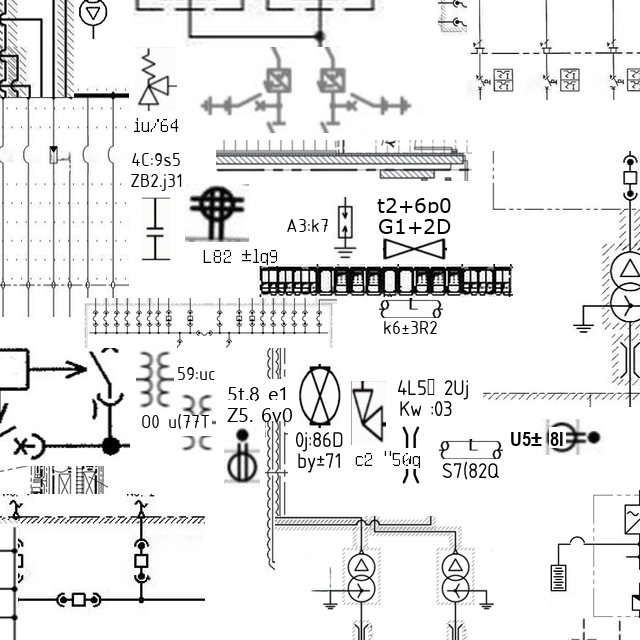 iu/64
4C:9s5
ZB2.j31
A3:k7
t2+6p0
G1+2D
L82 ±1q9
k6±3R2
59:uc
00 u(77T-
5t.8 e1
Z5. 6v0
4L5▯ 2Uj
Kw :03
0j:86D
by±71
c2 "50q
S7(82Q
U5± (8I